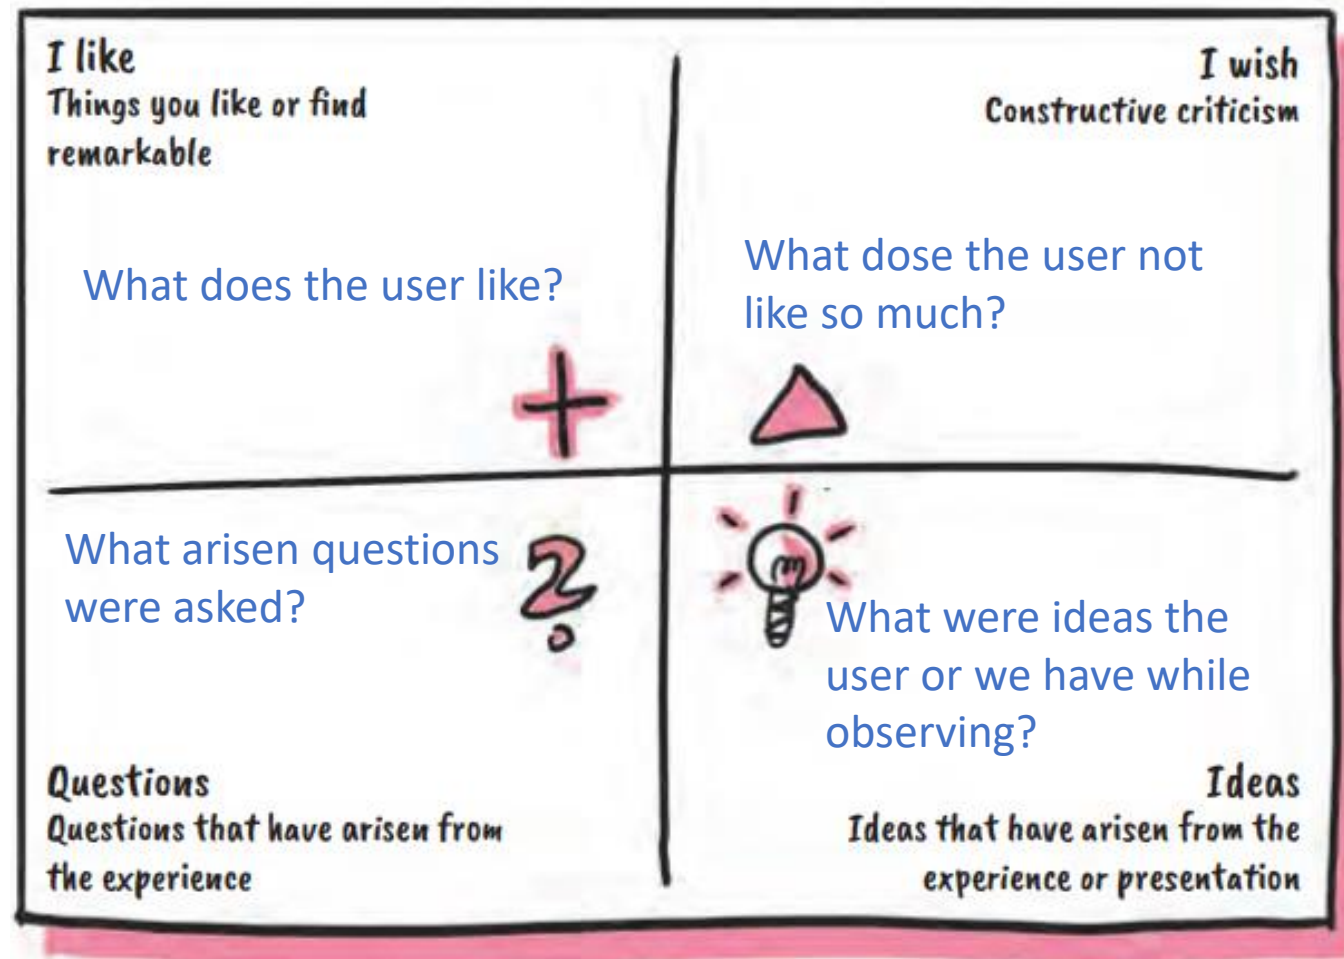 I like
Things you like or find
remarkable
What does the user like?
I wish
Constructive criticism
What dose the user not
like so much?
What arisen questions
were asked?
Questions
Questions that have arisen from
the experience
What were ideas the
user or we have while
observing?
Ideas
Ideas that have arisen from the
experience or presentation